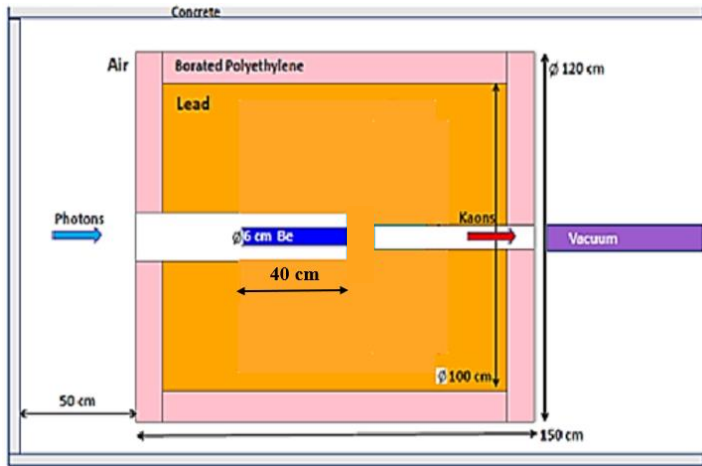 Concrete
Air
Borated Polyethylene
Ø 120 cm
Lead
Photons
Ø6 cm Be
Kaons
Vacuum
40 cm
Ø 100 cm
50 cm
150 cm